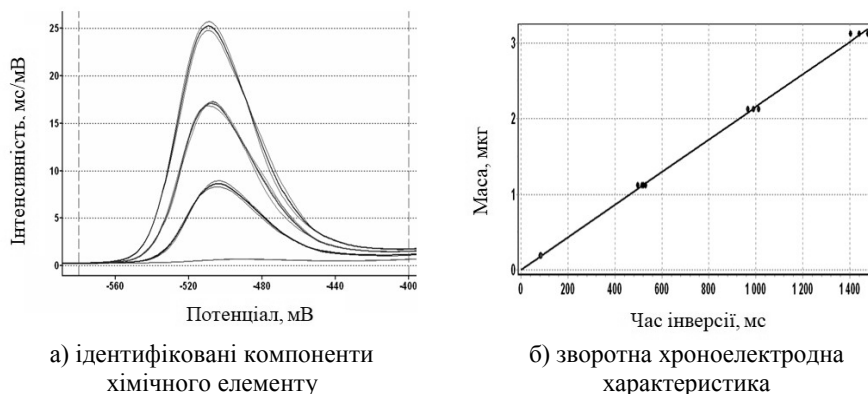 Інтенсивність. мс/мВ
25
20
15
10
5
0
-560
-520
-480
-440
-400
Потенціал, мВ
а) ідентифіковані компоненти
хімічного елементу
Маса, мкг
3
2
1
0
0
200
400
600
800
1 000
1 200
1 400
Час інверсії, мс
б) зворотна хроноелектродна
характеристика